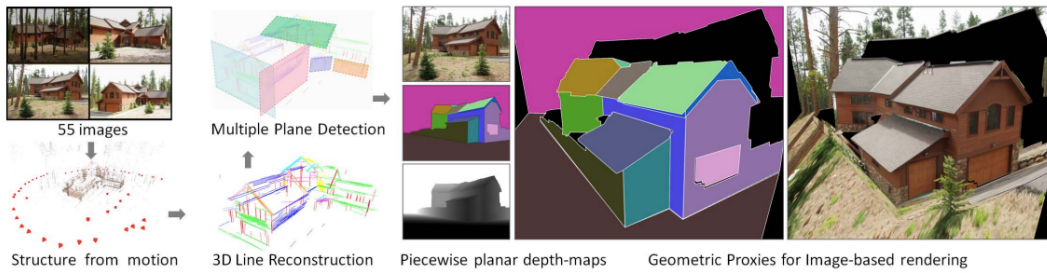 55 images
Multiple Plane Detection
Structure from motion
3D Line Reconstruction
Piecewise planar depth-maps
Geometric Proxies for Image-based rendering